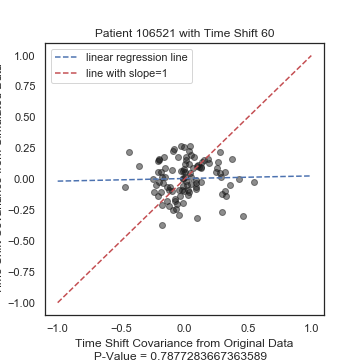 Patient 106521 with Time Shift 60
linear regression line
line with slope=1
1.00
0.75
0.50
0.25
0.00
−0.25
−0.50
−0.75
−1.00
−1.0
−0.5
0.0
0.5
1.0
Time Shift Covariance from Original Data
P-Value = 0.7877283667363589